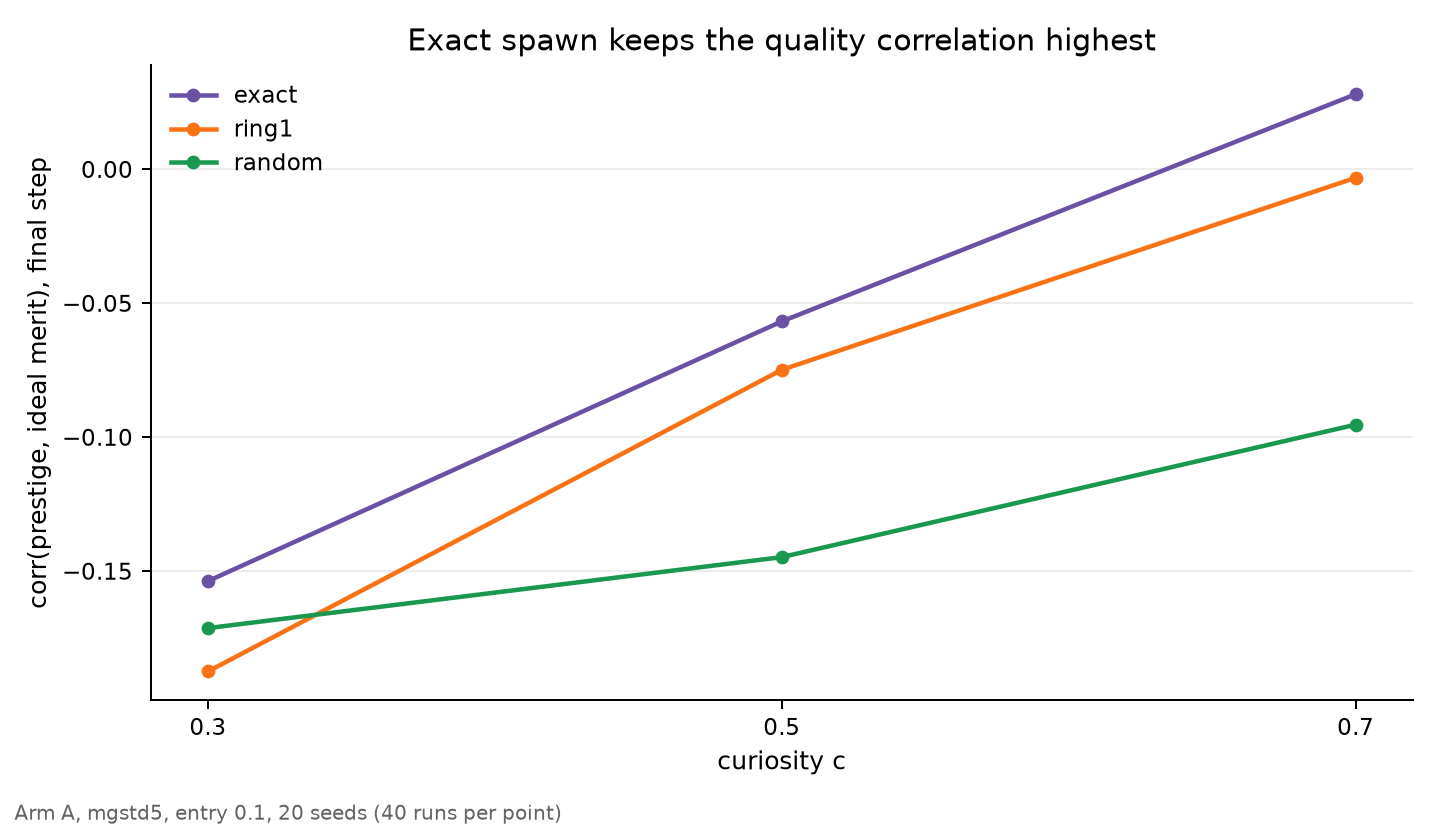 Exact spawn keeps the quality correlation highest
exact
ring1
random
corr(prestige, ideal merit), final step
0.00
−0.05
−0.10
−0.15
0.3
0.5
0.7
curiosity c
Arm A, mgstd5, entry 0.1, 20 seeds (40 runs per point)